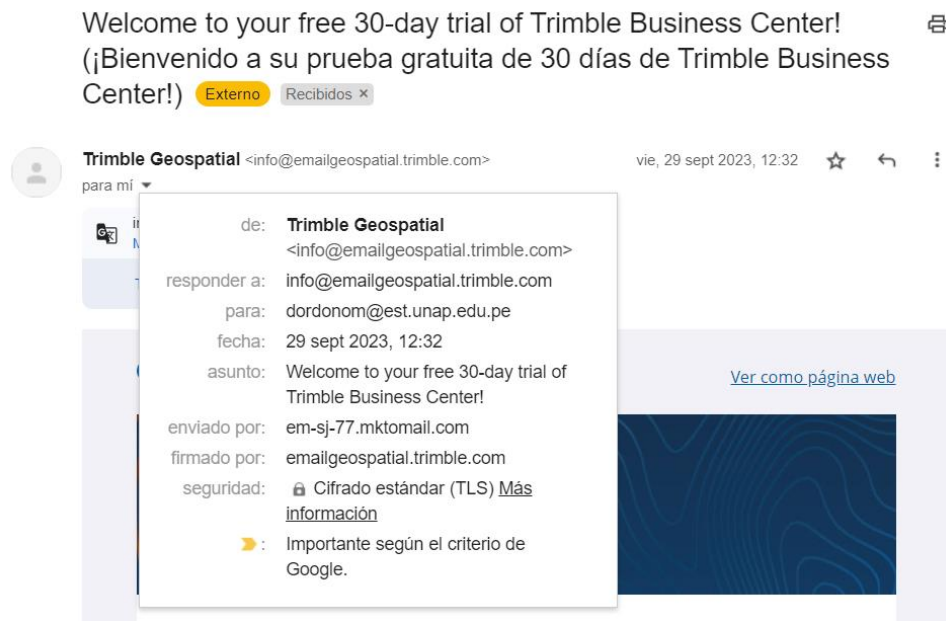 Welcome to your free 30-day trial of Trimble Business Center!
(¡Bienvenido a su prueba gratuita de 30 días de Trimble Business
Center!) Externo Recibidos ×
Trimble Geospatial <info@emailgeospatial.trimble.com> vie, 29 sept 2023, 12:32
para mí
de: Trimble Geospatial
<info@emailgeospatial.trimble.com>
responder a: info@emailgeospatial.trimble.com
para: dordonom@est.unap.edu.pe
fecha: 29 sept 2023, 12:32
asunto: Welcome to your free 30-day trial of
Trimble Business Center!
enviado por: em-sj-77.mktomail.com
firmado por: emailgeospatial.trimble.com
seguridad: Cifrado estándar (TLS) Más
información
: Importante según el criterio de
Google.
Ver como página web